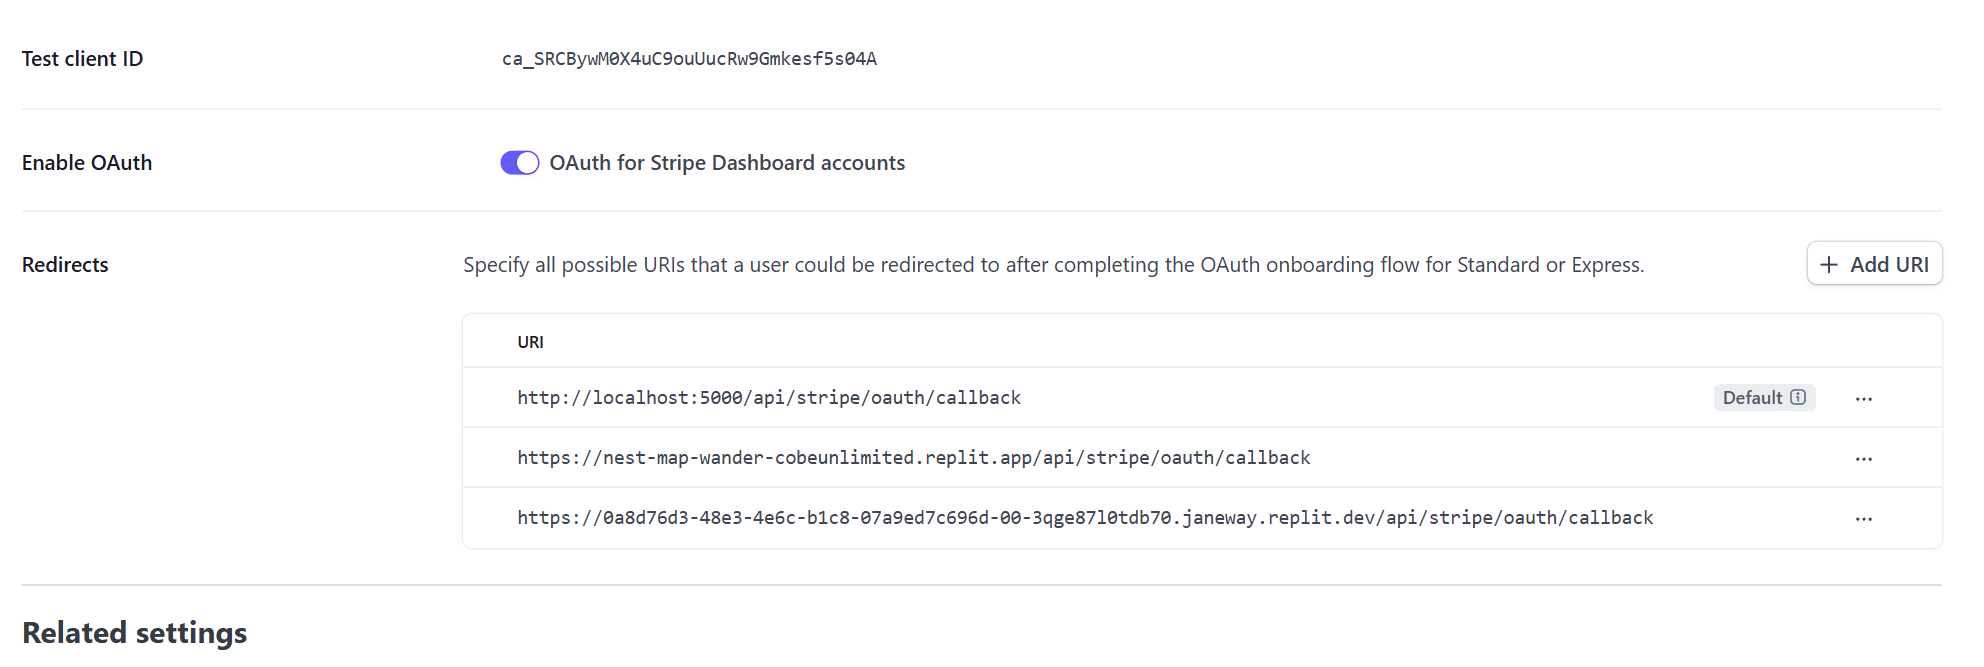 Test client ID
ca_SRCBywM0X4uC9ouUucRw9Gmkesf5s04A
Enable OAuth
OAuth for Stripe Dashboard accounts
Redirects
Specify all possible URIs that a user could be redirected to after completing the OAuth onboarding flow for Standard or Express.
+ Add URI
URI
http://localhost:5000/api/stripe/oauth/callback
Default
https://nest-map-wander-cobeunlimited.replit.app/api/stripe/oauth/callback
https://0a8d76d3-48e3-4e6c-b1c8-07a9ed7c696d-00-3qge87l0tdb70.janeway.replit.dev/api/stripe/oauth/callback
Related settings